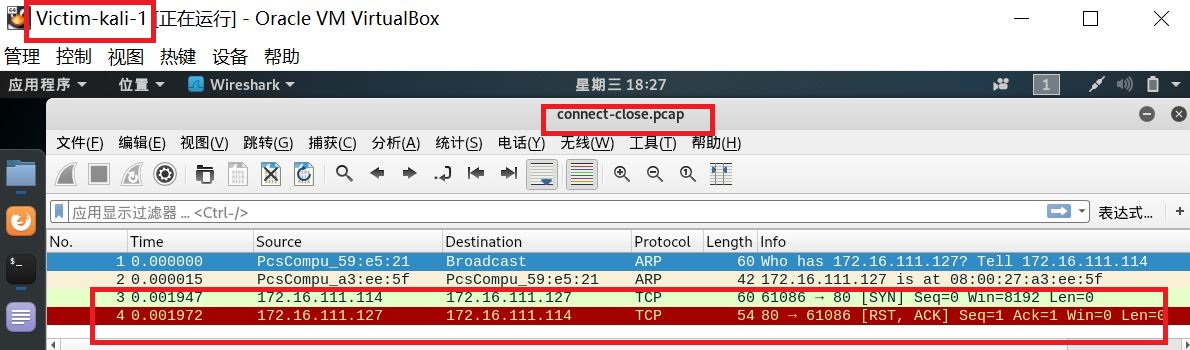 Victim-kali-1 [正在运行] - Oracle VM VirtualBox
管理 控制 视图 热键 设备 帮助
应用程序 位置 Wireshark 星期三 18:27 1
connect-close.pcap
文件(F) 编辑(E) 视图(V) 跳转(G) 捕获(C) 分析(A) 统计(S) 电话(Y) 无线(W) 工具(T) 帮助(H)
应用显示过滤器 … <Ctrl-/> 表达式… +
No. Time Source Destination Protocol Length Info
1 0.000000 PcsCompu_59:e5:21 Broadcast ARP 60 Who has 172.16.111.127? Tell 172.16.111.114
2 0.000015 PcsCompu_a3:ee:5f PcsCompu_59:e5:21 ARP 42 172.16.111.127 is at 08:00:27:a3:ee:5f
3 0.001947 172.16.111.114 172.16.111.127 TCP 60 61086 → 80 [SYN] Seq=0 Win=8192 Len=0
4 0.001972 172.16.111.127 172.16.111.114 TCP 54 80 → 61086 [RST, ACK] Seq=1 Ack=1 Win=0 Len=0